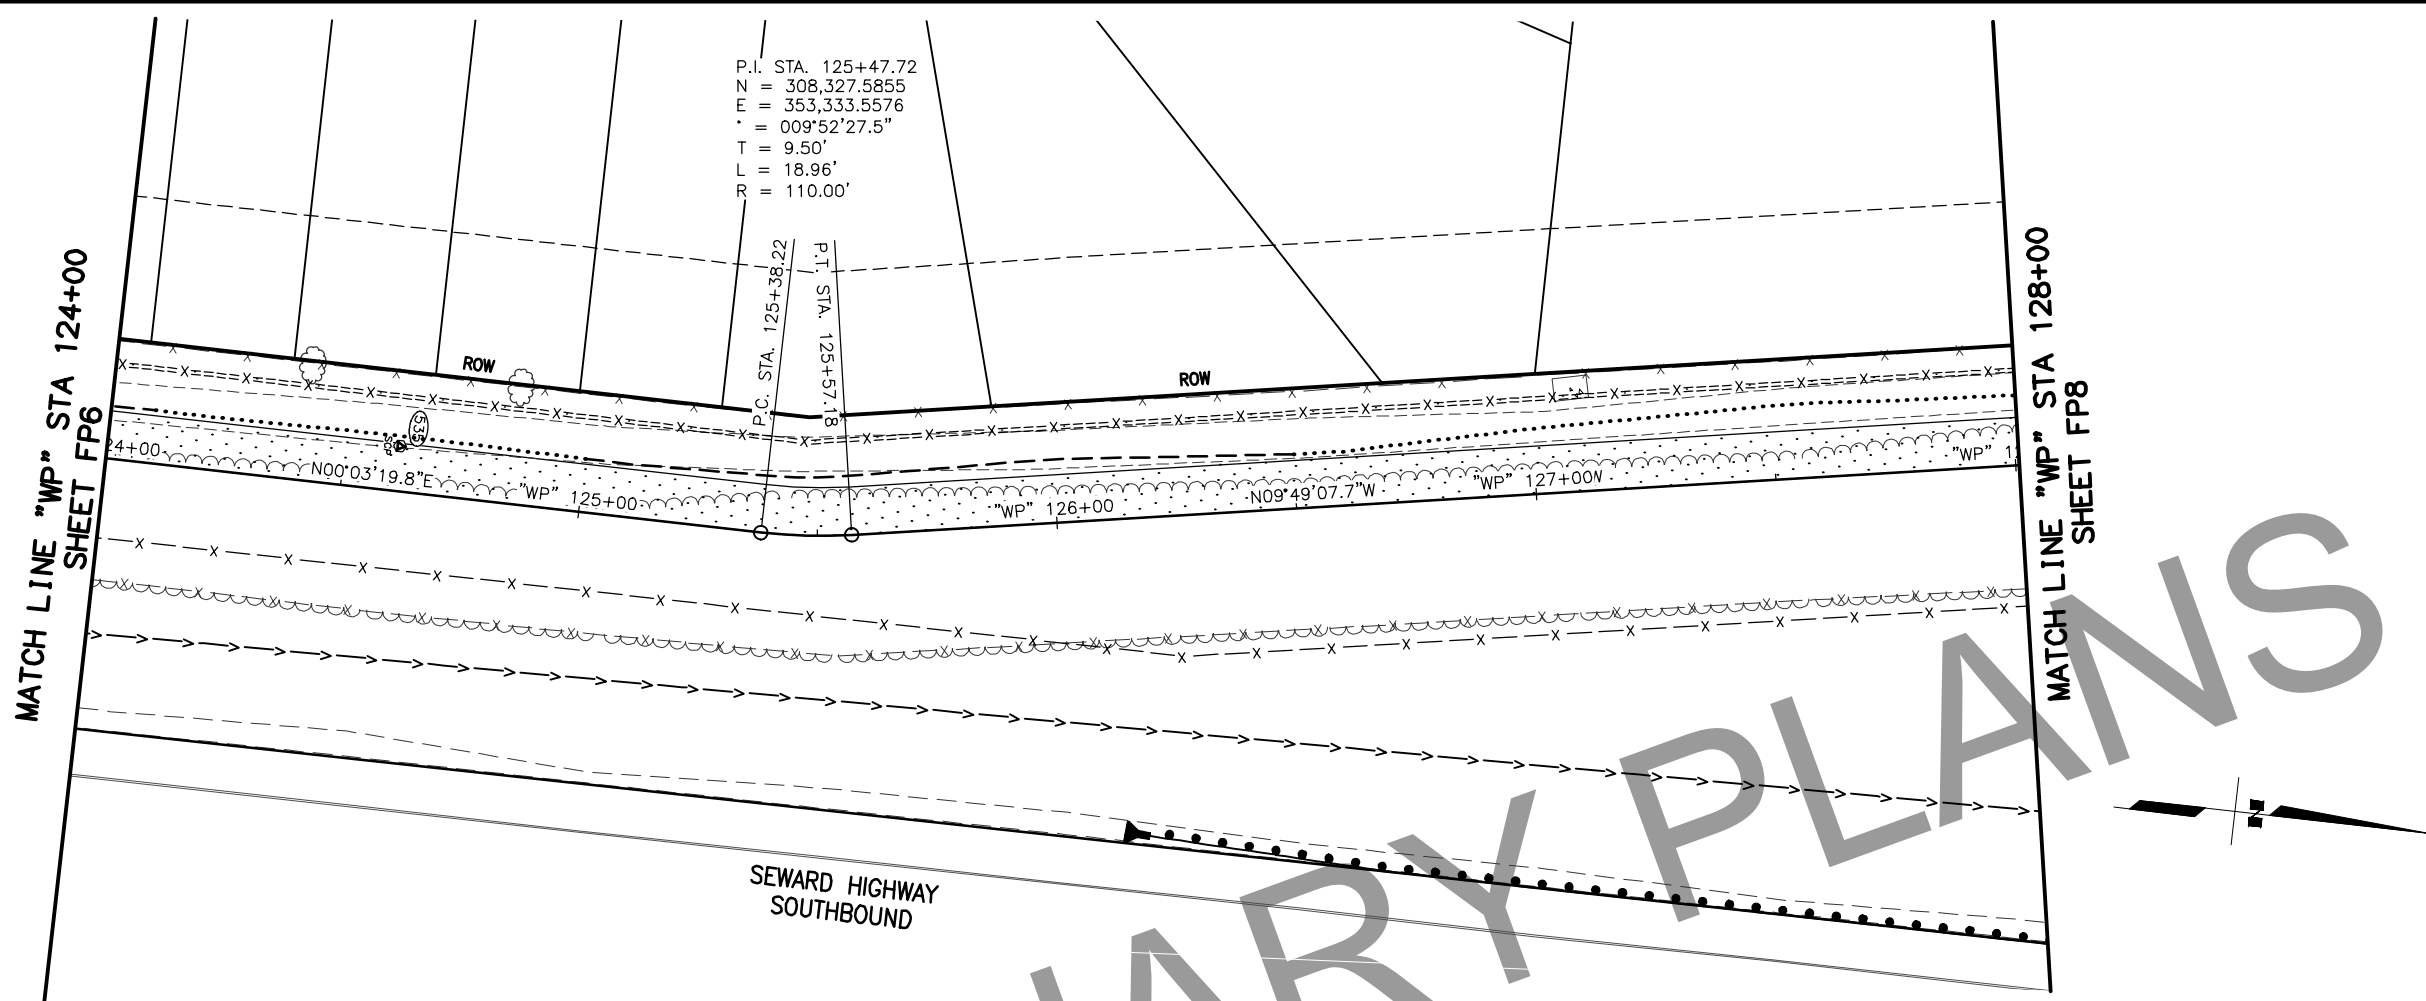 P.I. STA. 125+47.72
N = 308,327.5855
E = 353,333.5576
° = 009°52'27.5"
T = 9.50'
L = 18.96'
R = 110.00'
P.C. STA. 125+38.22
P.T. STA. 125+57.18
MATCH LINE "WP" STA 124+00
SHEET FP6
MATCH LINE "WP" STA 128+00
SHEET FP8
ROW
ROW
535
24+00
N00°03'19.8"E
"WP" 125+00
"WP" 126+00
N09°49'07.7"W
"WP" 127+00
"WP" 1
SEWARD HIGHWAY
SOUTHBOUND
N
ARY PLANS